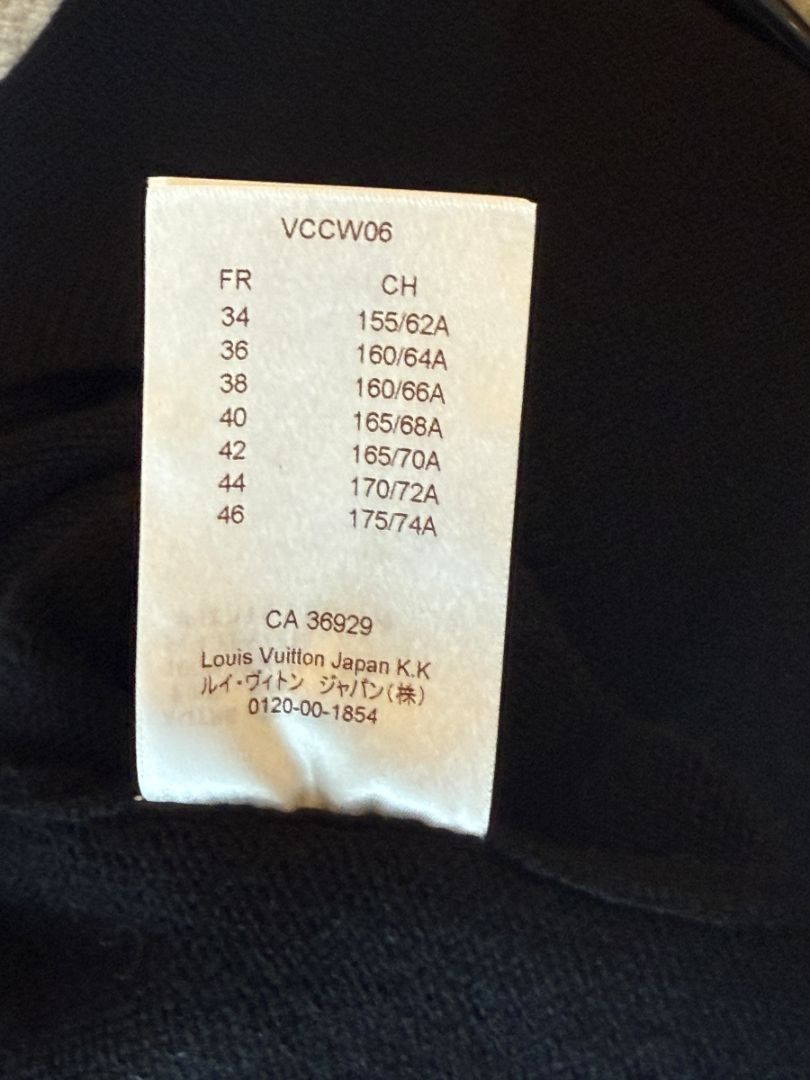 VCCW06
FR CH
34 155/62A
36 160/64A
38 160/66A
40 165/68A
42 165/70A
44 170/72A
46 175/74A
CA 36929
Louis Vuitton Japan K.K
ルイ・ヴィトン ジャパン(株)
0120-00-1854